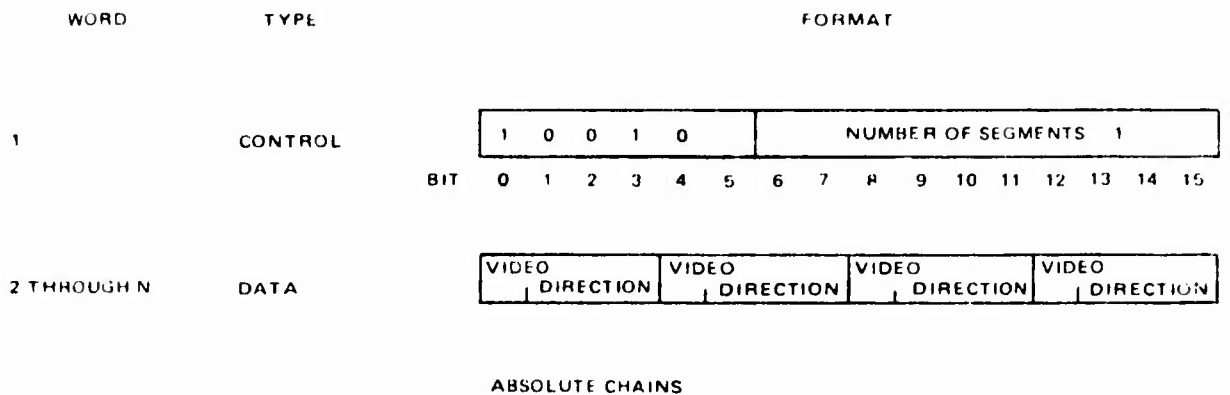 WORD TYPE FORMAT
1 CONTROL 1 0 0 1 0 NUMBER OF SEGMENTS 1
BIT 0 1 2 3 4 5 6 7 8 9 10 11 12 13 14 15
2 THROUGH N DATA VIDEO DIRECTION VIDEO DIRECTION VIDEO DIRECTION VIDEO DIRECTION
ABSOLUTE CHAINS